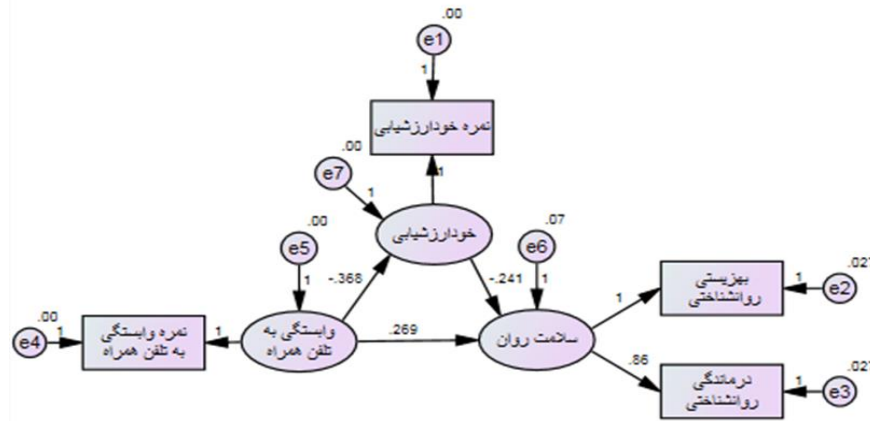 .00
e1
1
نمره خودارزشیابی
.00
e7
1
1
خودارزشیابی
.00
e5
1
-.368
-.241
.07
e6
1
بهزیستی
روانشناختی
1
.027
e2
1
.00
e4
1
نمره وابستگی
به تلفن همراه
1
وابستگی به
تلفن همراه
.269
سلامت روان
.86
درماندگی
روانشناختی
1
.027
e3